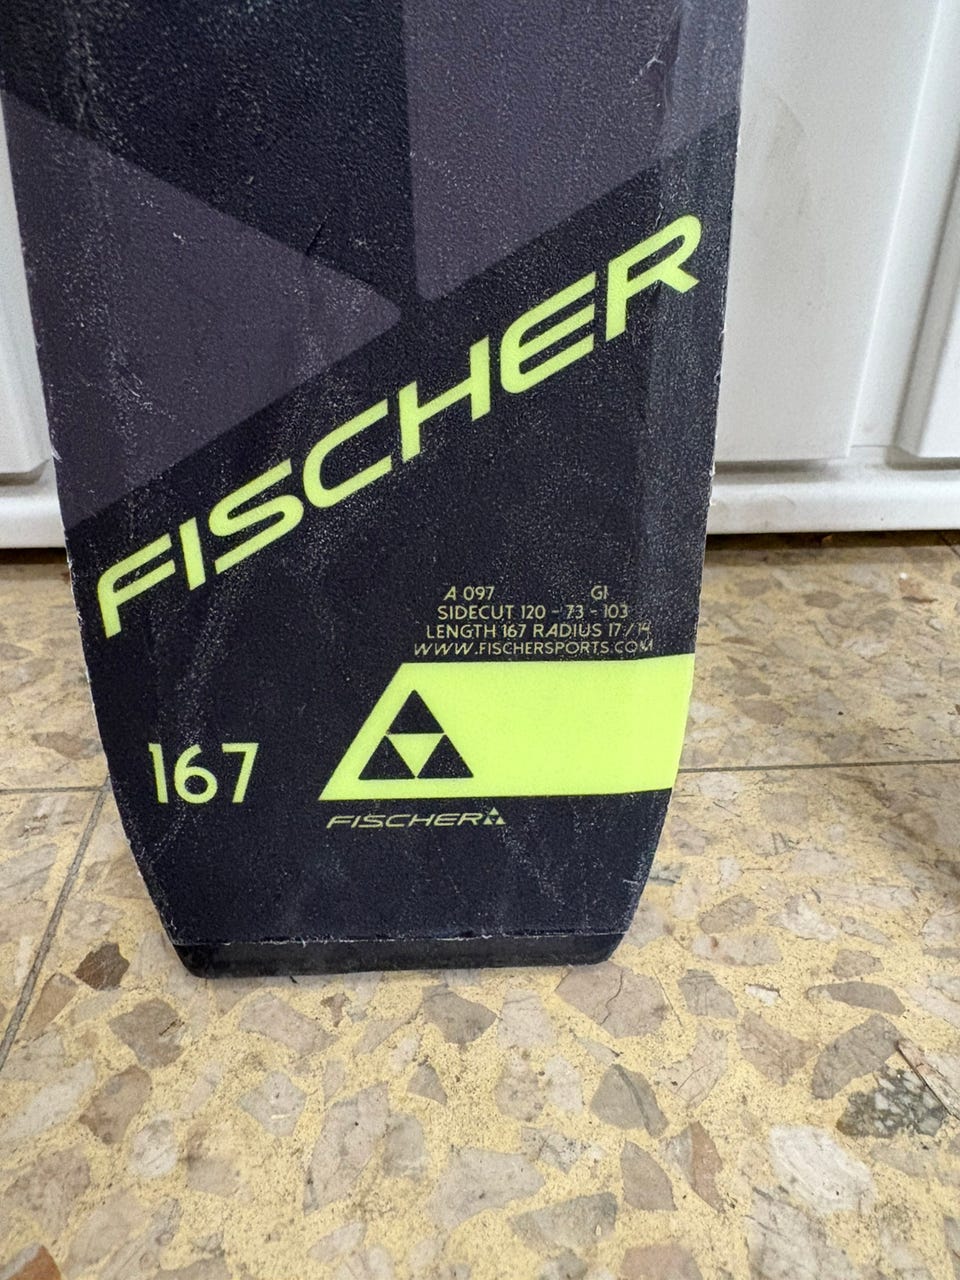 FISCHER
A 097 GI
SIDECUT 120 - 73 - 103
LENGTH 167 RADIUS 17 / 14
WWW.FISCHERSPORTS.COM
167
FISCHER